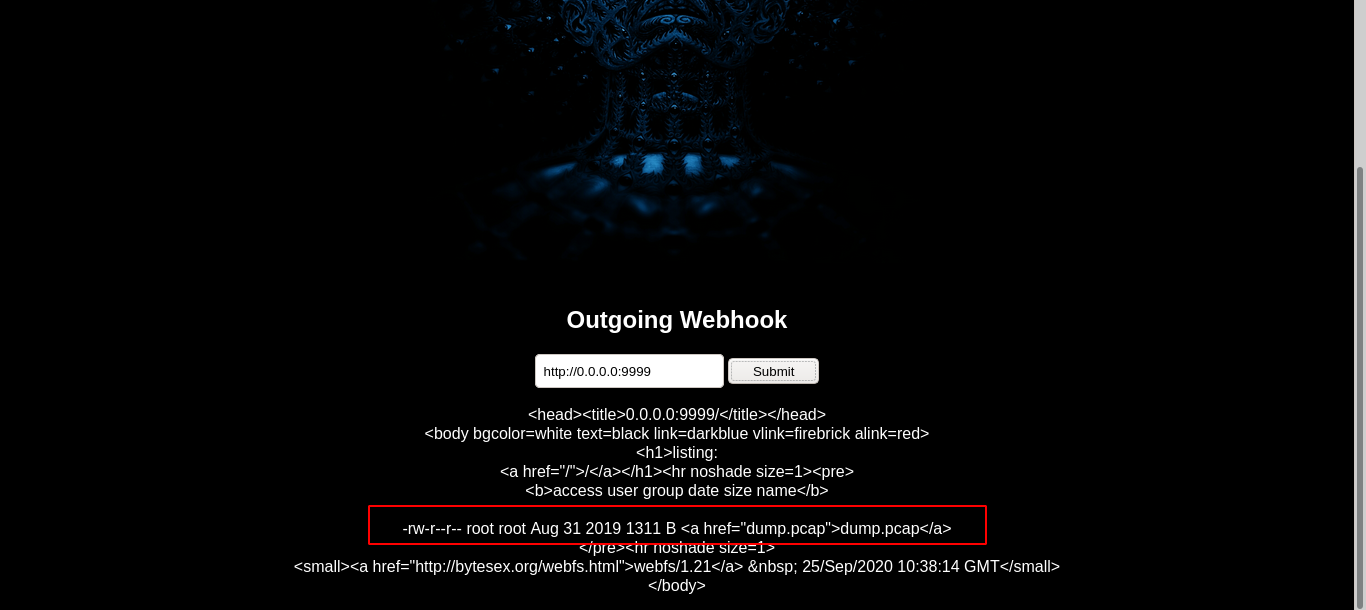 Outgoing Webhook
http://0.0.0.0:9999 Submit
<head><title>0.0.0.0:9999/</title></head>
<body bgcolor=white text=black link=darkblue vlink=firebrick alink=red>
<h1>listing:
<a href="/">/</a></h1><hr noshade size=1><pre>
<b>access user group date size name</b>
-rw-r--r-- root root Aug 31 2019 1311 B <a href="dump.pcap">dump.pcap</a>
</pre><hr noshade size=1>
<small><a href="http://bytesex.org/webfs.html">webfs/1.21</a> &nbsp; 25/Sep/2020 10:38:14 GMT</small>
</body>